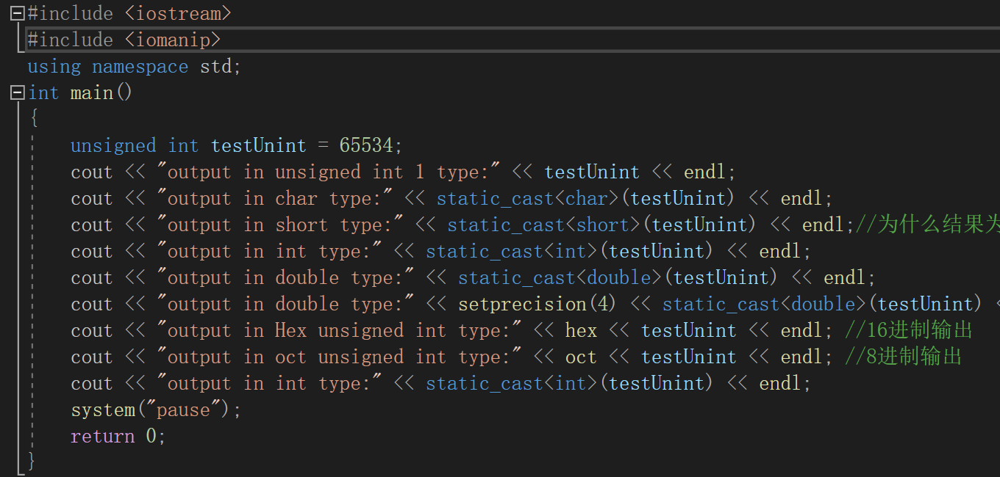 #include <iostream>
#include <iomanip>
using namespace std;
int main()
{
unsigned int testUnint = 65534;
cout << "output in unsigned int 1 type:" << testUnint << endl;
cout << "output in char type:" << static_cast<char>(testUnint) << endl;
cout << "output in short type:" << static_cast<short>(testUnint) << endl;//为什么结果为
cout << "output in int type:" << static_cast<int>(testUnint) << endl;
cout << "output in double type:" << static_cast<double>(testUnint) << endl;
cout << "output in double type:" << setprecision(4) << static_cast<double>(testUnint) <
cout << "output in Hex unsigned int type:" << hex << testUnint << endl; //16进制输出
cout << "output in oct unsigned int type:" << oct << testUnint << endl; //8进制输出
cout << "output in int type:" << static_cast<int>(testUnint) << endl;
system("pause");
return 0;
}